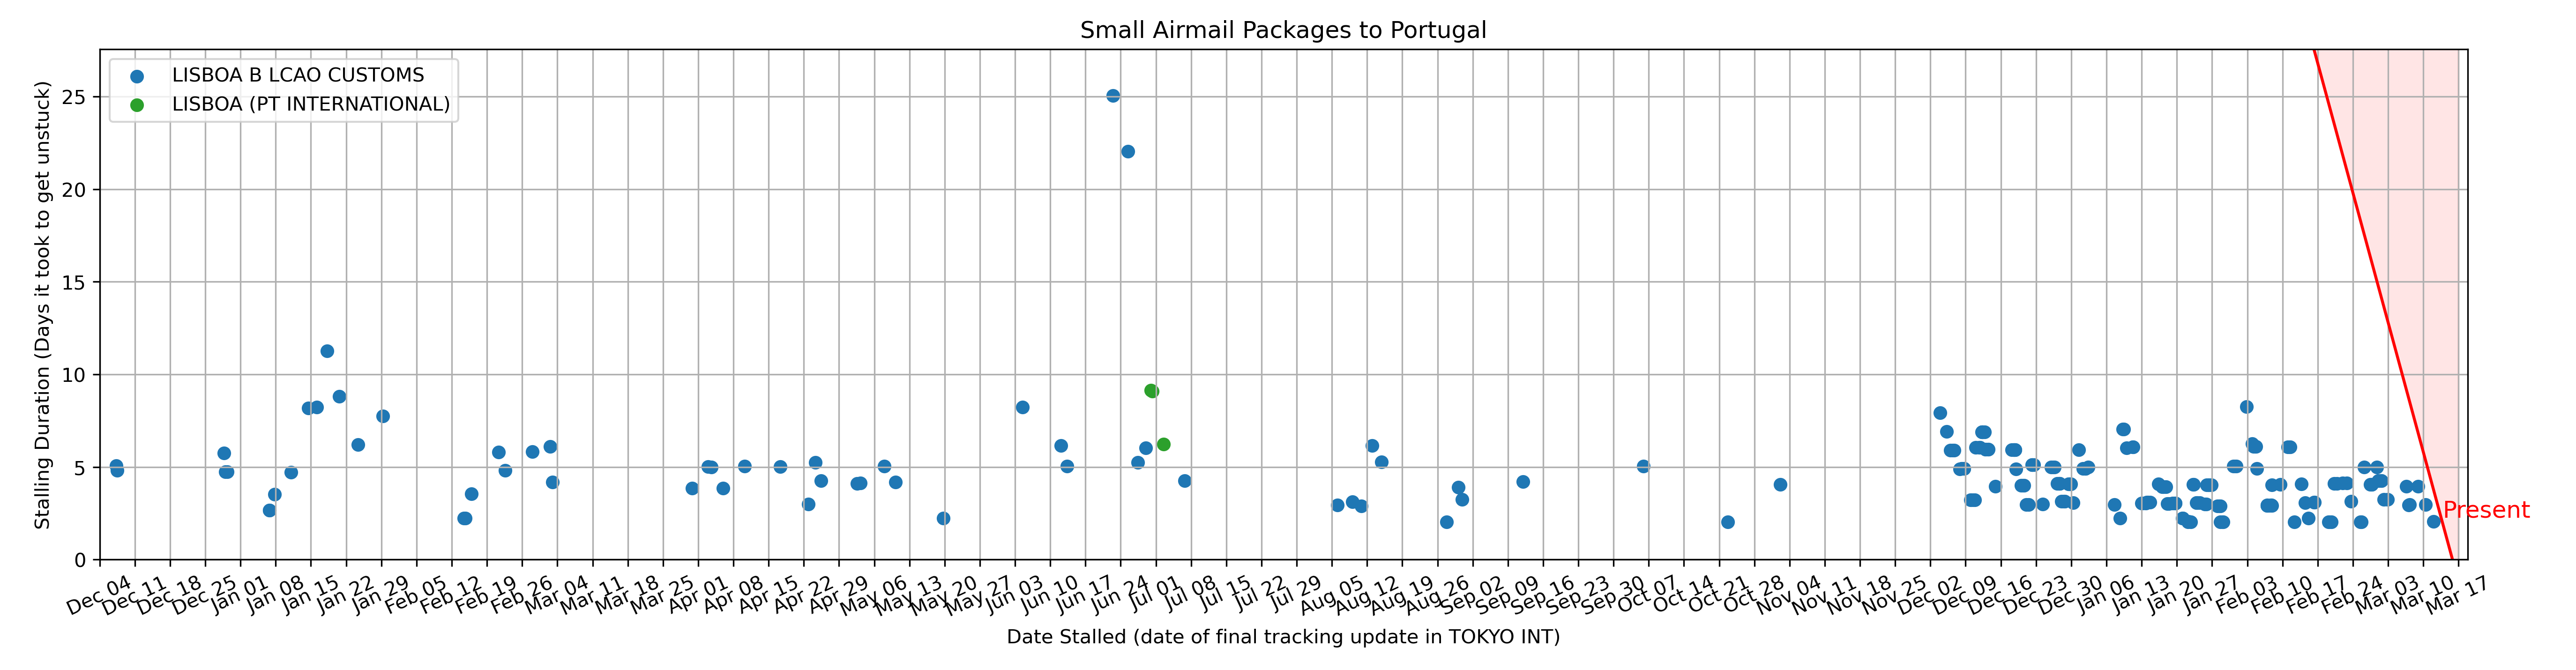 Small Airmail Packages to Portugal
LISBOA B LCAO CUSTOMS
LISBOA (PT INTERNATIONAL)
Stalling Duration (Days it took to get unstuck)
25
20
15
10
5
0
Present
Dec 04 Dec 11 Dec 18 Dec 25 Jan 01 Jan 08 Jan 15 Jan 22 Jan 29 Feb 05 Feb 12 Feb 19 Feb 26 Mar 04 Mar 11 Mar 18 Mar 25 Apr 01 Apr 08 Apr 15 Apr 22 Apr 29 May 06 May 13 May 20 May 27 Jun 03 Jun 10 Jun 17 Jun 24 Jul 01 Jul 08 Jul 15 Jul 22 Jul 29 Aug 05 Aug 12 Aug 19 Aug 26 Sep 02 Sep 09 Sep 16 Sep 23 Sep 30 Oct 07 Oct 14 Oct 21 Oct 28 Nov 04 Nov 11 Nov 18 Nov 25 Dec 02 Dec 09 Dec 16 Dec 23 Dec 30 Jan 06 Jan 13 Jan 20 Jan 27 Feb 03 Feb 10 Feb 17 Feb 24 Mar 03 Mar 10 Mar 17
Date Stalled (date of final tracking update in TOKYO INT)